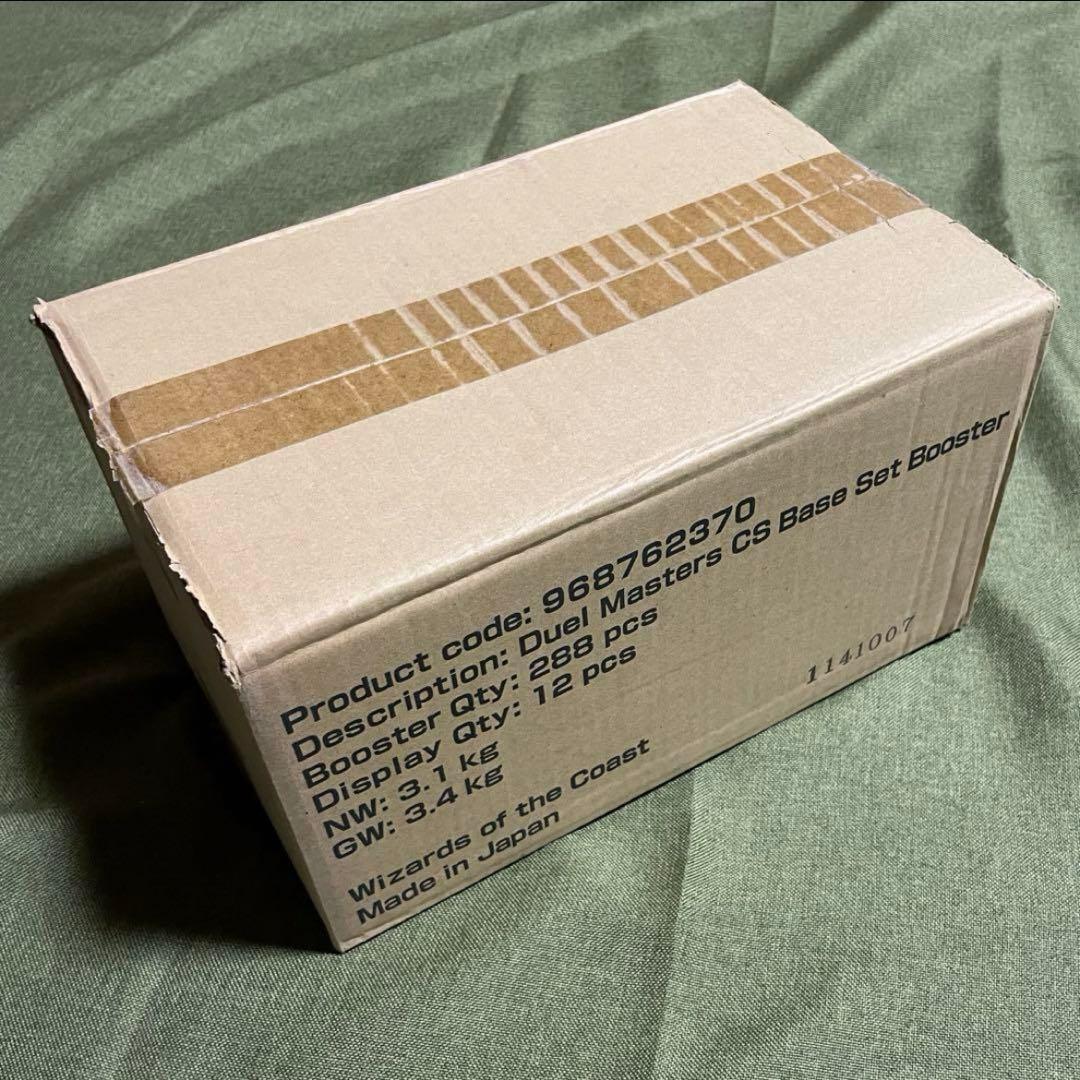 Product code: 968762370
Description: Duel Masters CS Base Set Booster
Booster Qty: 288 pcs
Display Qty: 12 pcs
NW: 3.1 kg
GW: 3.4 kg
1141007
Wizards of the Coast
Made in Japan